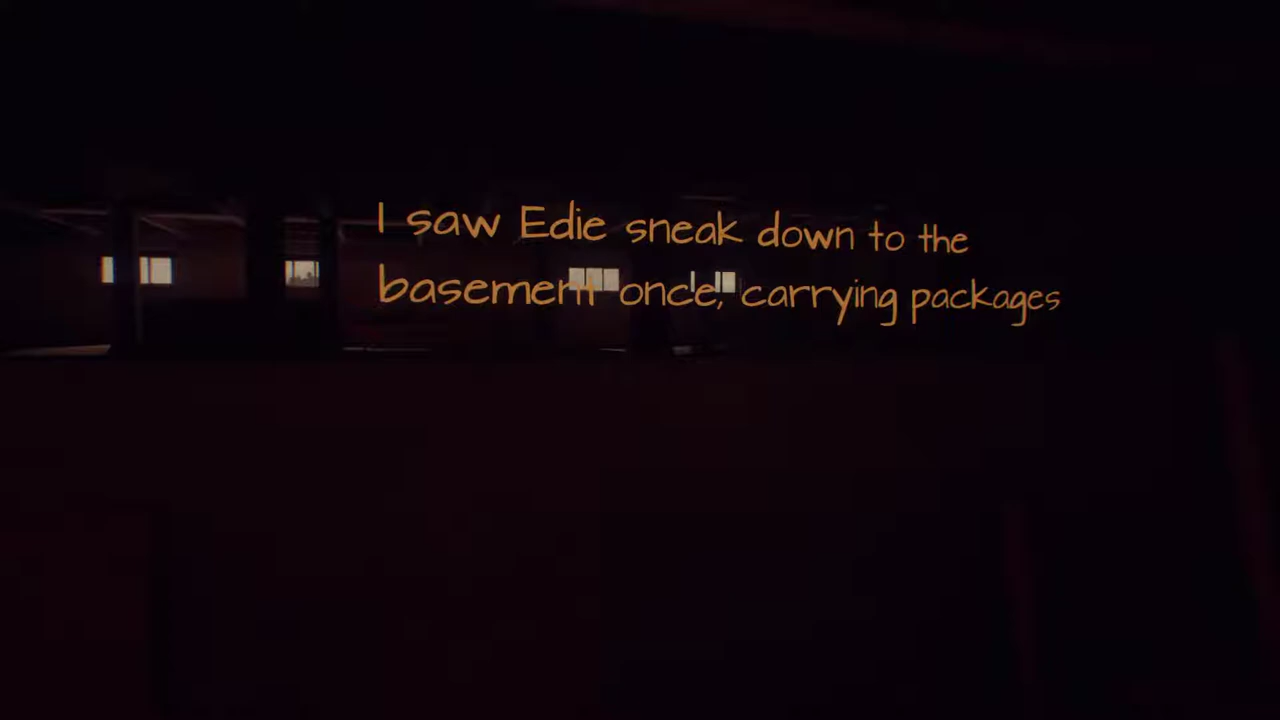 I saw Edie sneak down to the
basement once, carrying packages